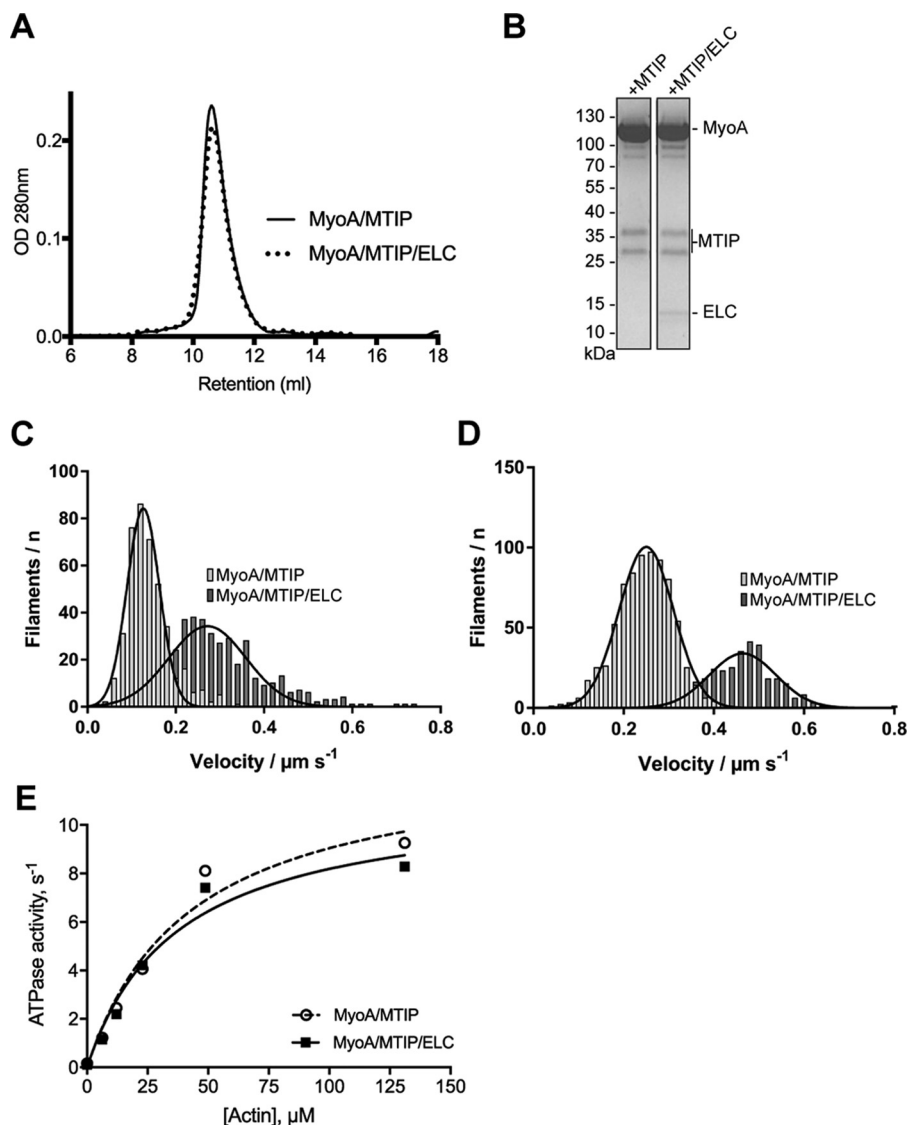 A
OD 280nm
0.2
0.1
0.0
MyoA/MTIP
MyoA/MTIP/ELC
6 8 10 12 14 16 18
Retention (ml)
B
+MTIP
+MTIP/ELC
130 -
100 -
70 -
55 -
40 -
35 -
25 -
15 -
10 -
kDa
- MyoA
MTIP
- ELC
C
Filaments / n
100
80
60
40
20
0
MyoA/MTIP
MyoA/MTIP/ELC
0.0 0.2 0.4 0.6 0.8
Velocity / µm s⁻¹
D
Filaments / n
150
100
50
0
MyoA/MTIP
MyoA/MTIP/ELC
0.0 0.2 0.4 0.6 0.8
Velocity / µm s⁻¹
E
ATPase activity, s⁻¹
10
8
6
4
2
0
MyoA/MTIP
MyoA/MTIP/ELC
0 25 50 75 100 125 150
[Actin], µM